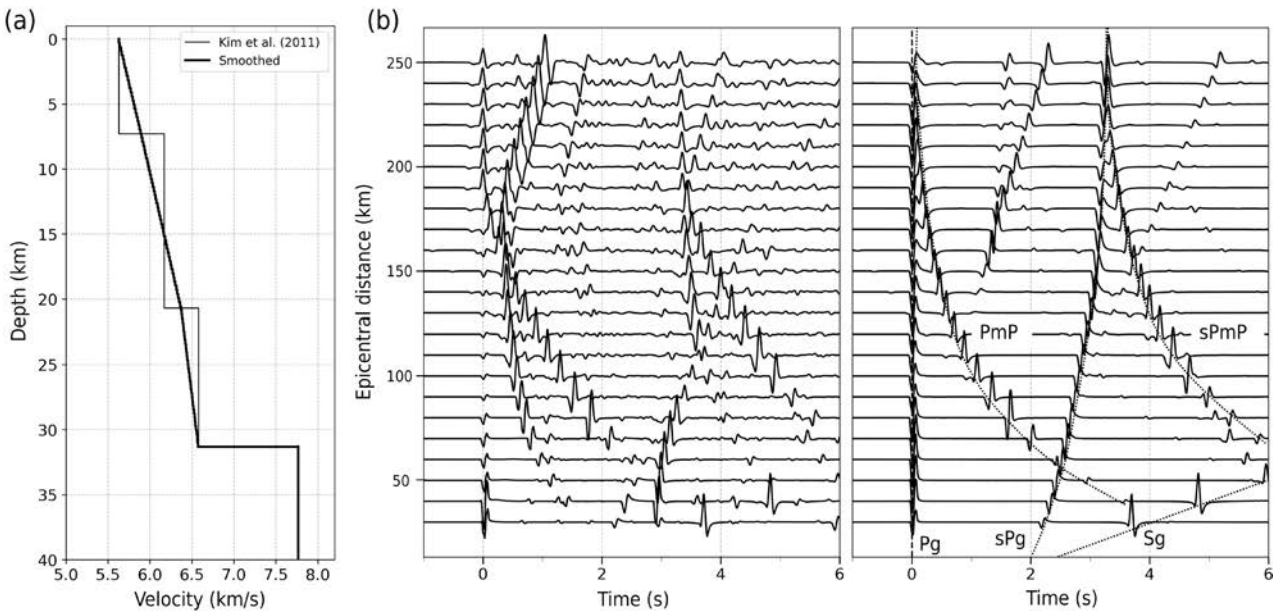 (a)
0
5
10
15
20
25
30
35
40
Depth (km)
Kim et al. (2011)
Smoothed
5.0 5.5 6.0 6.5 7.0 7.5 8.0
Velocity (km/s)
(b)
250
200
150
100
50
Epicentral distance (km)
0 2 4 6
Time (s)
PmP sPmP
Pg sPg Sg
0 2 4 6
Time (s)